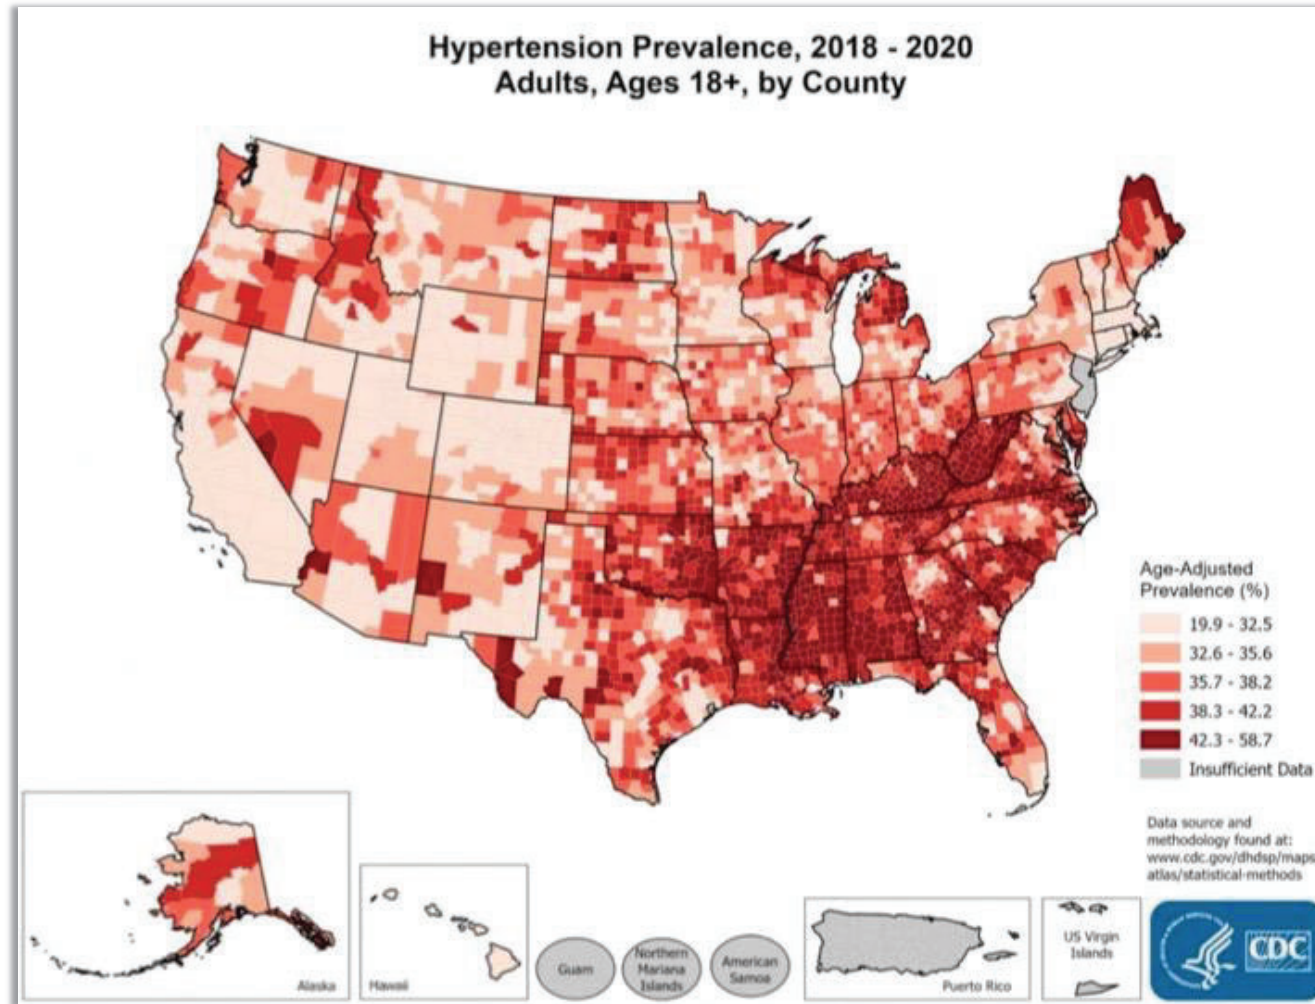 Hypertension Prevalence, 2018 - 2020
Adults, Ages 18+, by County
Age-Adjusted
Prevalence (%)
19.9 - 32.5
32.6 - 35.6
35.7 - 38.2
38.3 - 42.2
42.3 - 58.7
Insufficient Data
Data source and
methodology found at:
www.cdc.gov/dhdsp/maps
atlas/statistical-methods
Alaska
Hawaii
Guam
Northern
Mariana
Islands
American
Samoa
Puerto Rico
US Virgin
Islands
CDC